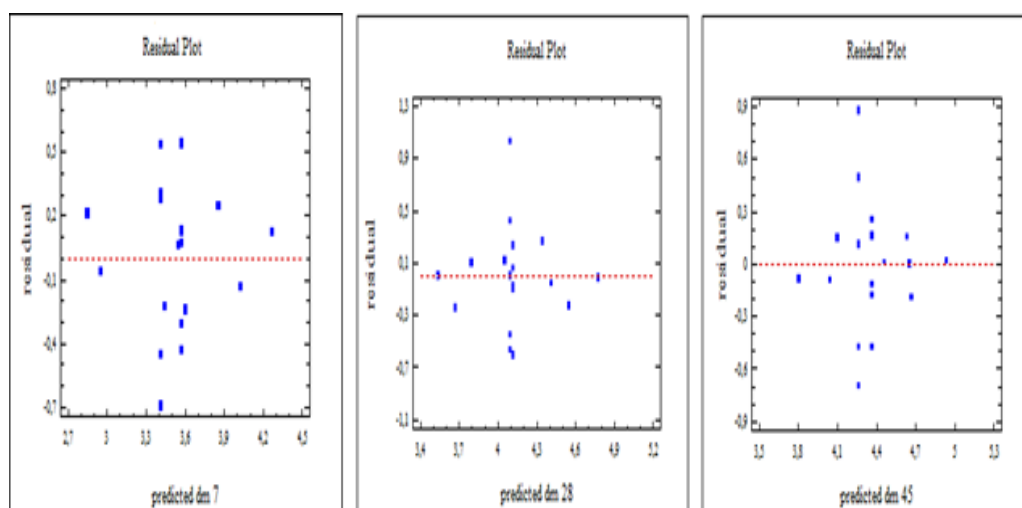 Residual Plot
0,8
0,5
0,2
-0,1
-0,4
-0,7
residual
2,7 3 3,3 3,6 3,9 4,2 4,5
predicted dm 7
Residual Plot
1,3
0,9
0,5
0,1
-0,3
-0,7
-1,1
residual
3,4 3,7 4 4,3 4,6 4,9 5,2
predicted dm 28
Residual Plot
0,9
0,6
0,3
0
-0,3
-0,6
-0,9
residual
3,5 3,8 4,1 4,4 4,7 5 5,3
predicted dm 45